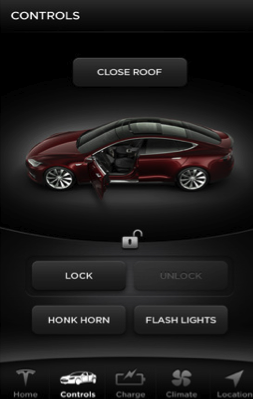 CONTROLS
CLOSE ROOF
LOCK UNLOCK
HONK HORN FLASH LIGHTS
Home Controls Charge Climate Location